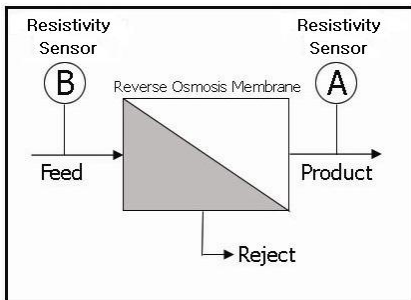 Resistivity
Sensor
B
Resistivity
Sensor
A
Reverse Osmosis Membrane
Feed
Product
Reject